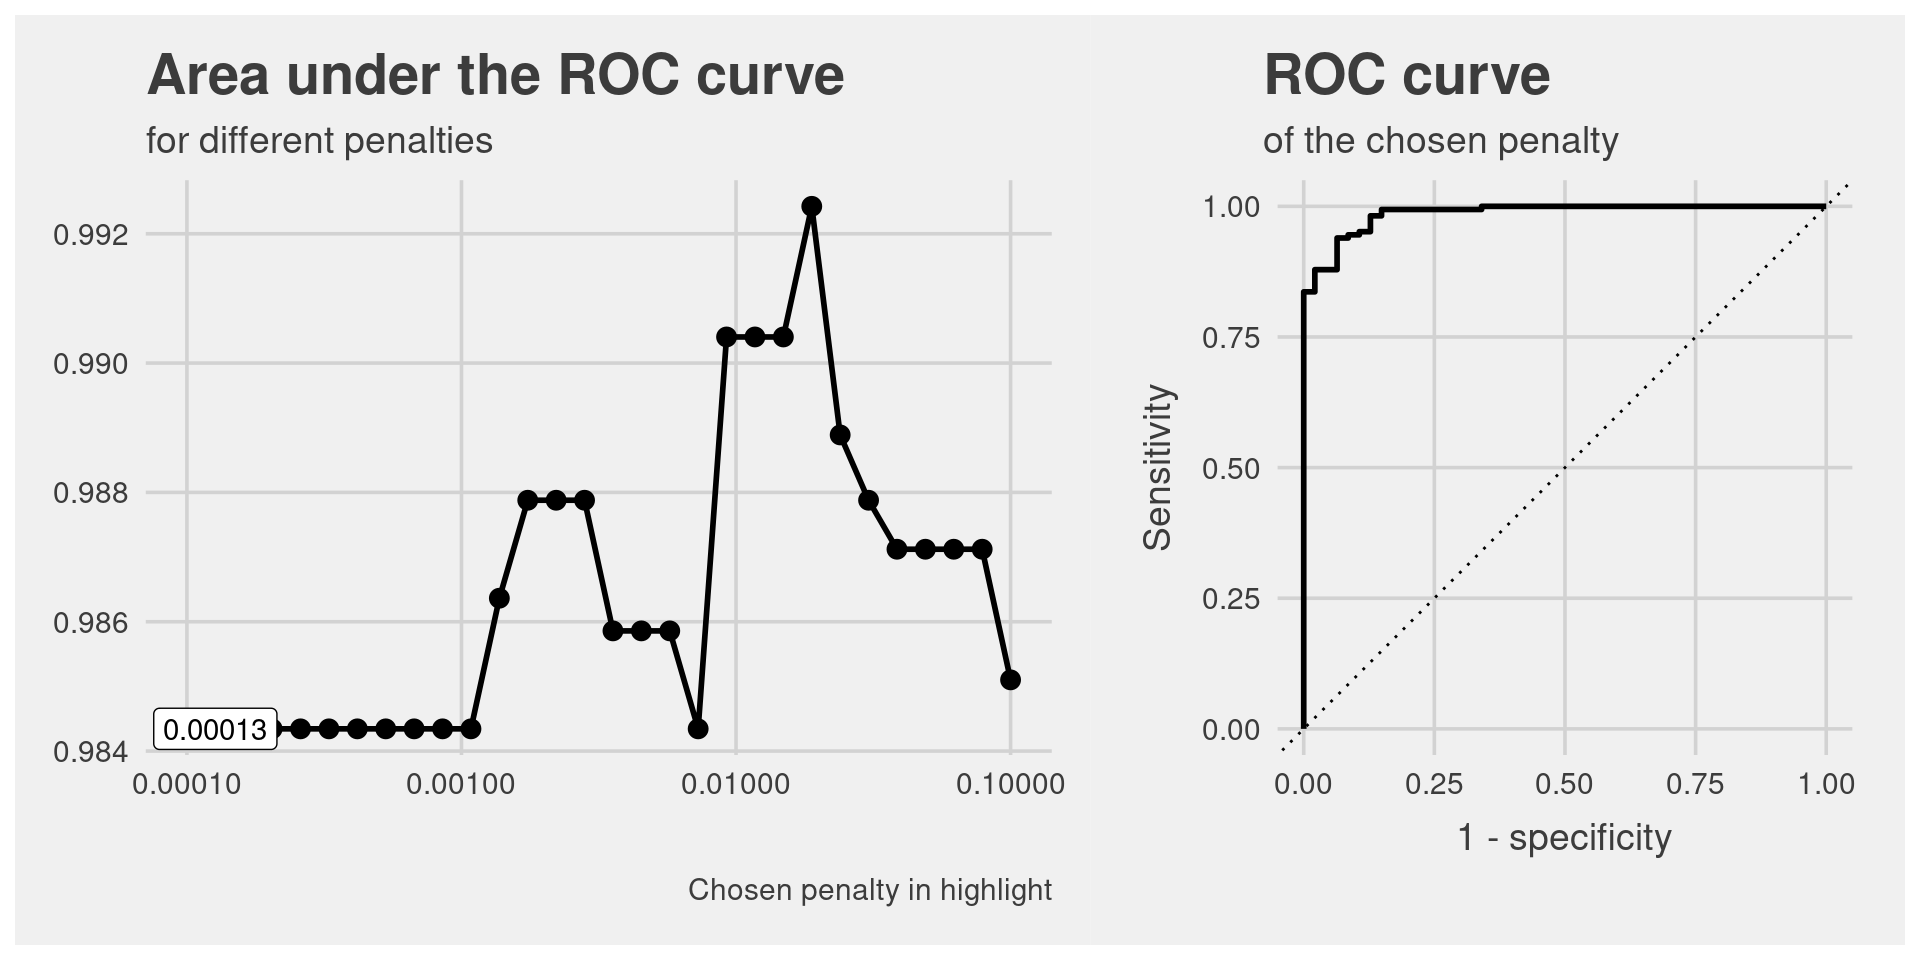 Area under the ROC curve
for different penalties
0.992
0.990
0.988
0.986
0.984
0.00013
0.00010 0.00100 0.01000 0.10000
Chosen penalty in highlight
ROC curve
of the chosen penalty
1.00
0.75
0.50
0.25
0.00
Sensitivity
0.00 0.25 0.50 0.75 1.00
1 - specificity